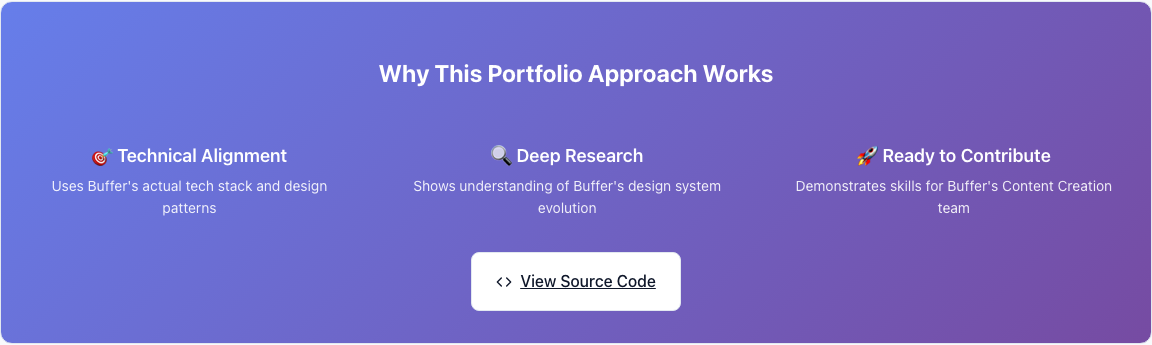 Why This Portfolio Approach Works
🎯 Technical Alignment
Uses Buffer's actual tech stack and design
patterns
🔍 Deep Research
Shows understanding of Buffer's design system
evolution
🚀 Ready to Contribute
Demonstrates skills for Buffer's Content Creation
team
<> View Source Code